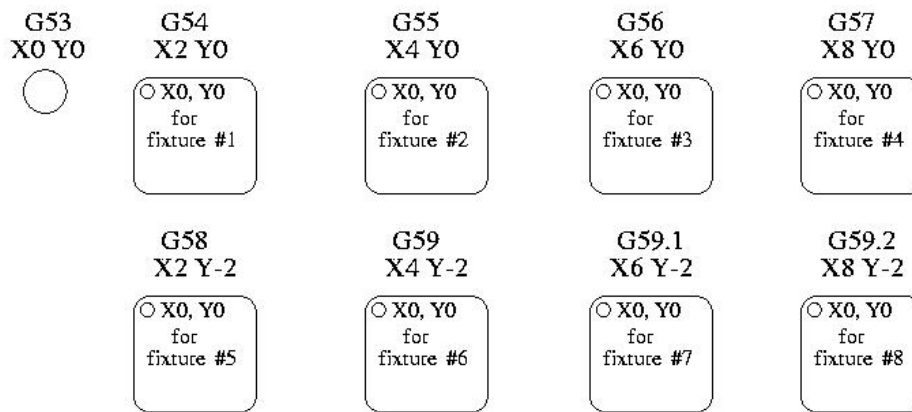 G53
X0 Y0
G54
X2 Y0
G55
X4 Y0
G56
X6 Y0
G57
X8 Y0
X0, Y0
for
fixture #1
X0, Y0
for
fixture #2
X0, Y0
for
fixture #3
X0, Y0
for
fixture #4
G58
X2 Y-2
G59
X4 Y-2
G59.1
X6 Y-2
G59.2
X8 Y-2
X0, Y0
for
fixture #5
X0, Y0
for
fixture #6
X0, Y0
for
fixture #7
X0, Y0
for
fixture #8